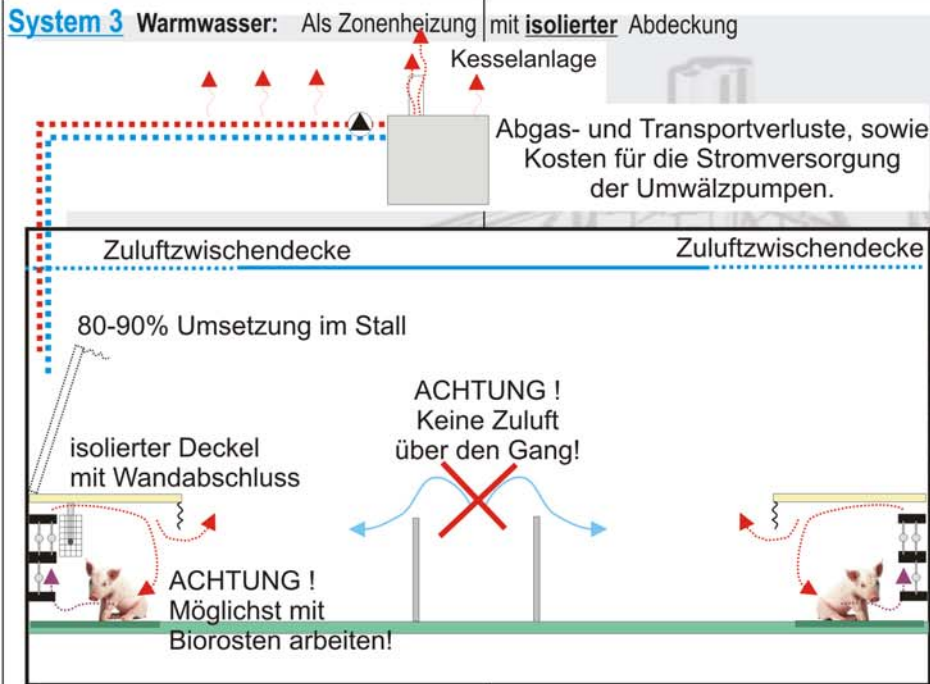 System 3 Warmwasser: Als Zonenheizung mit isolierter Abdeckung
Kesselanlage
Abgas- und Transportverluste, sowie
Kosten für die Stromversorgung
der Umwälzpumpen.
Zuluftzwischendecke
Zuluftzwischendecke
80-90% Umsetzung im Stall
ACHTUNG !
Keine Zuluft
über den Gang!
isolierter Deckel
mit Wandabschluss
ACHTUNG !
Möglichst mit
Biorosten arbeiten!